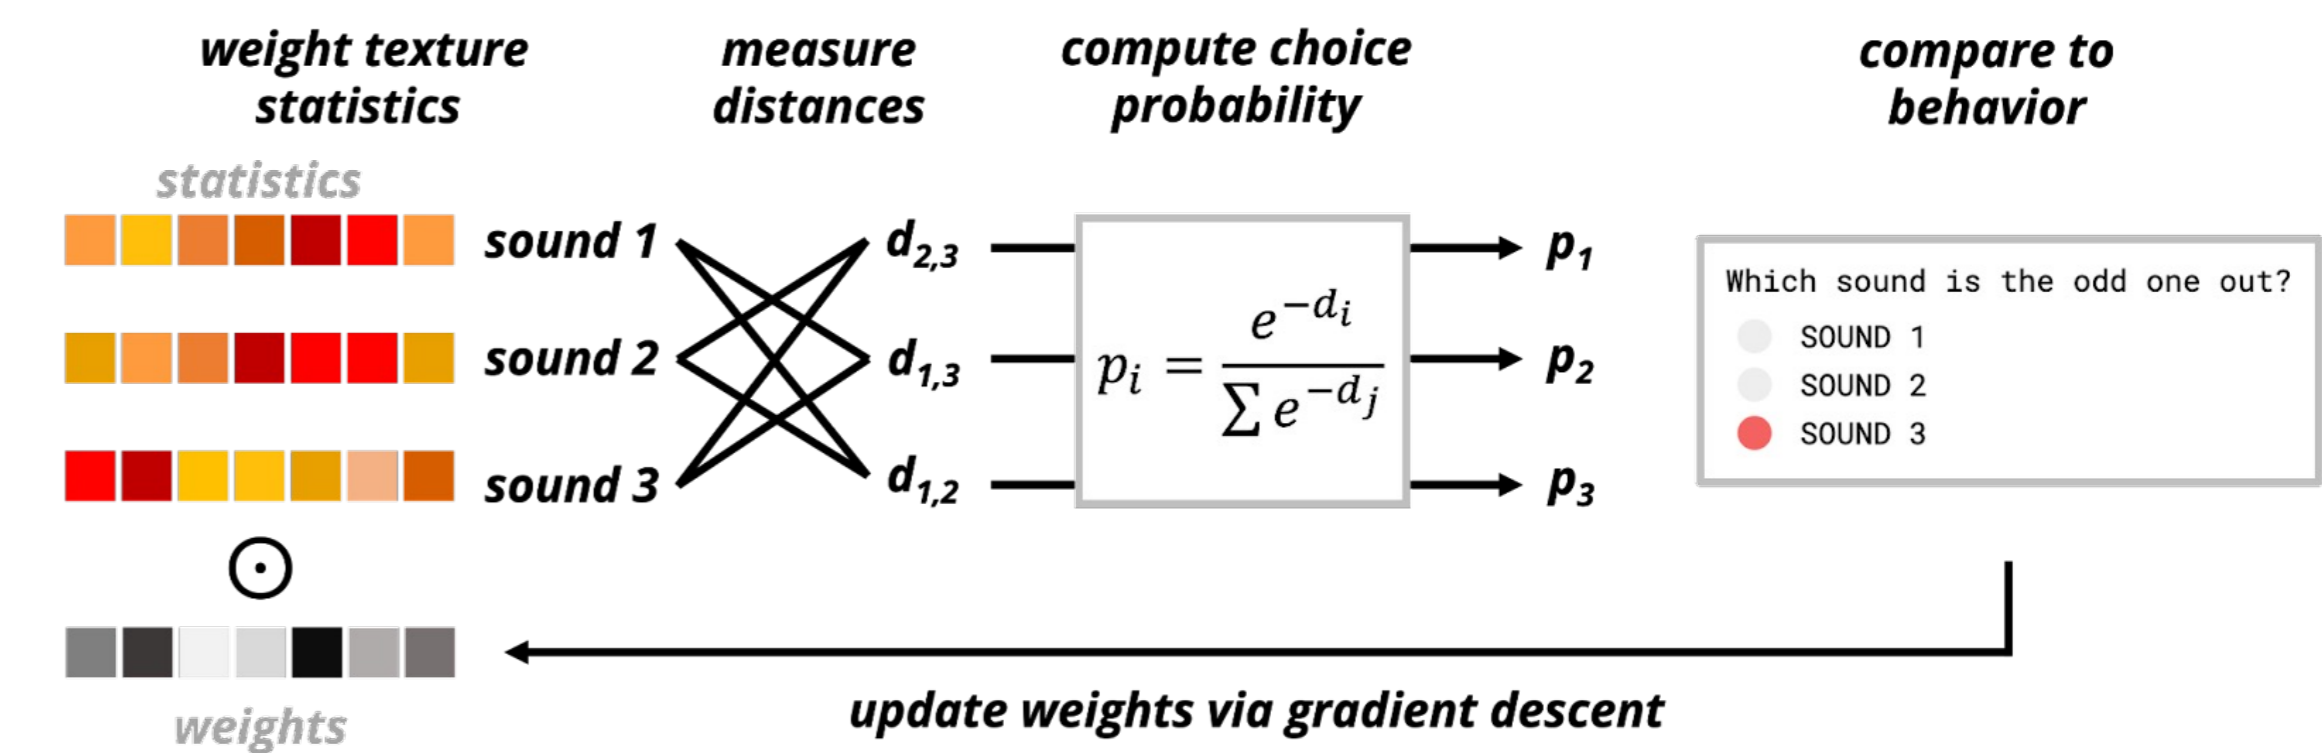 weight texture
statistics
measure
distances
compute choice
probability
compare to
behavior
statistics
sound 1
sound 2
sound 3
d2,3
d1,3
d1,2
pi = e^−di / ∑ e^−dj
p1
p2
p3
Which sound is the odd one out?
SOUND 1
SOUND 2
SOUND 3
weights
update weights via gradient descent